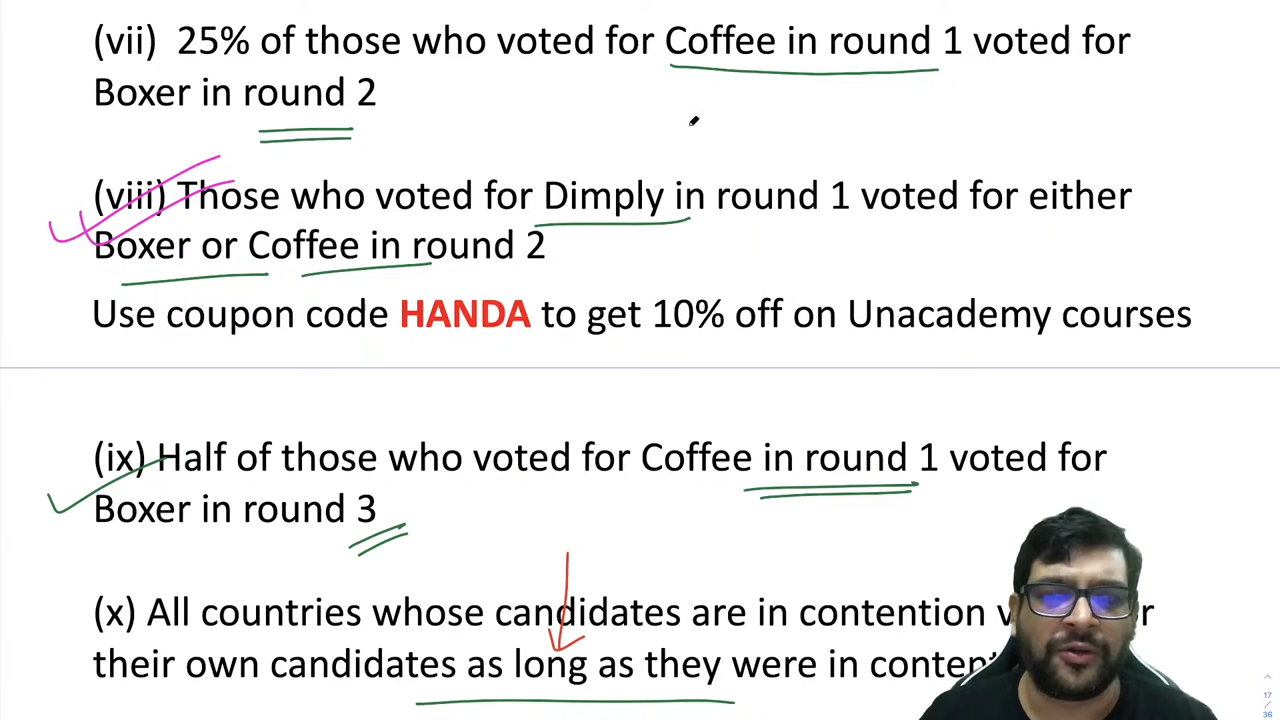 (vii) 25% of those who voted for Coffee in round 1 voted for
Boxer in round 2
(viii) Those who voted for Dimply in round 1 voted for either
Boxer or Coffee in round 2
Use coupon code HANDA to get 10% off on Unacademy courses
(ix) Half of those who voted for Coffee in round 1 voted for
Boxer in round 3
(x) All countries whose candidates are in contention
their own candidates as long as they were in
17
/
36